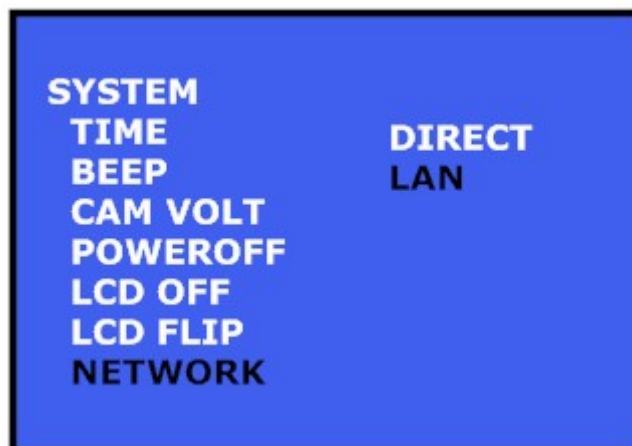 SYSTEM
TIME
BEEP
CAM VOLT
POWEROFF
LCD OFF
LCD FLIP
NETWORK
DIRECT
LAN